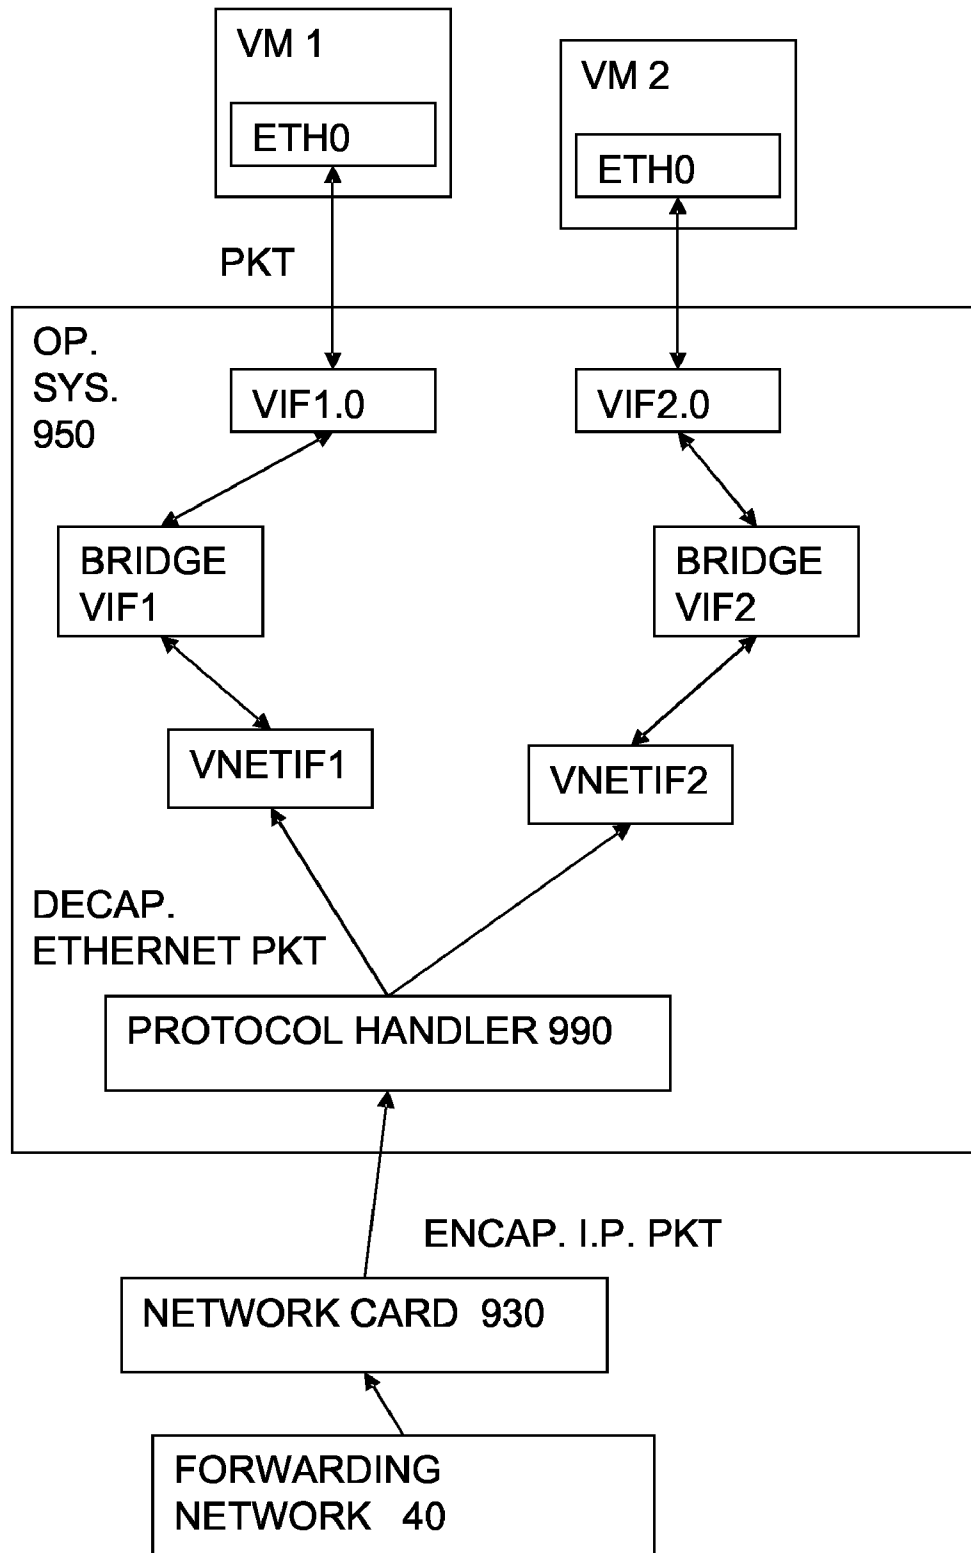 VM 1
ETH0
VM 2
ETH0
PKT
OP.
SYS.
950
VIF1.0
VIF2.0
BRIDGE
VIF1
BRIDGE
VIF2
VNETIF1
VNETIF2
DECAP.
ETHERNET PKT
PROTOCOL HANDLER 990
ENCAP. I.P. PKT
NETWORK CARD 930
FORWARDING
NETWORK 40